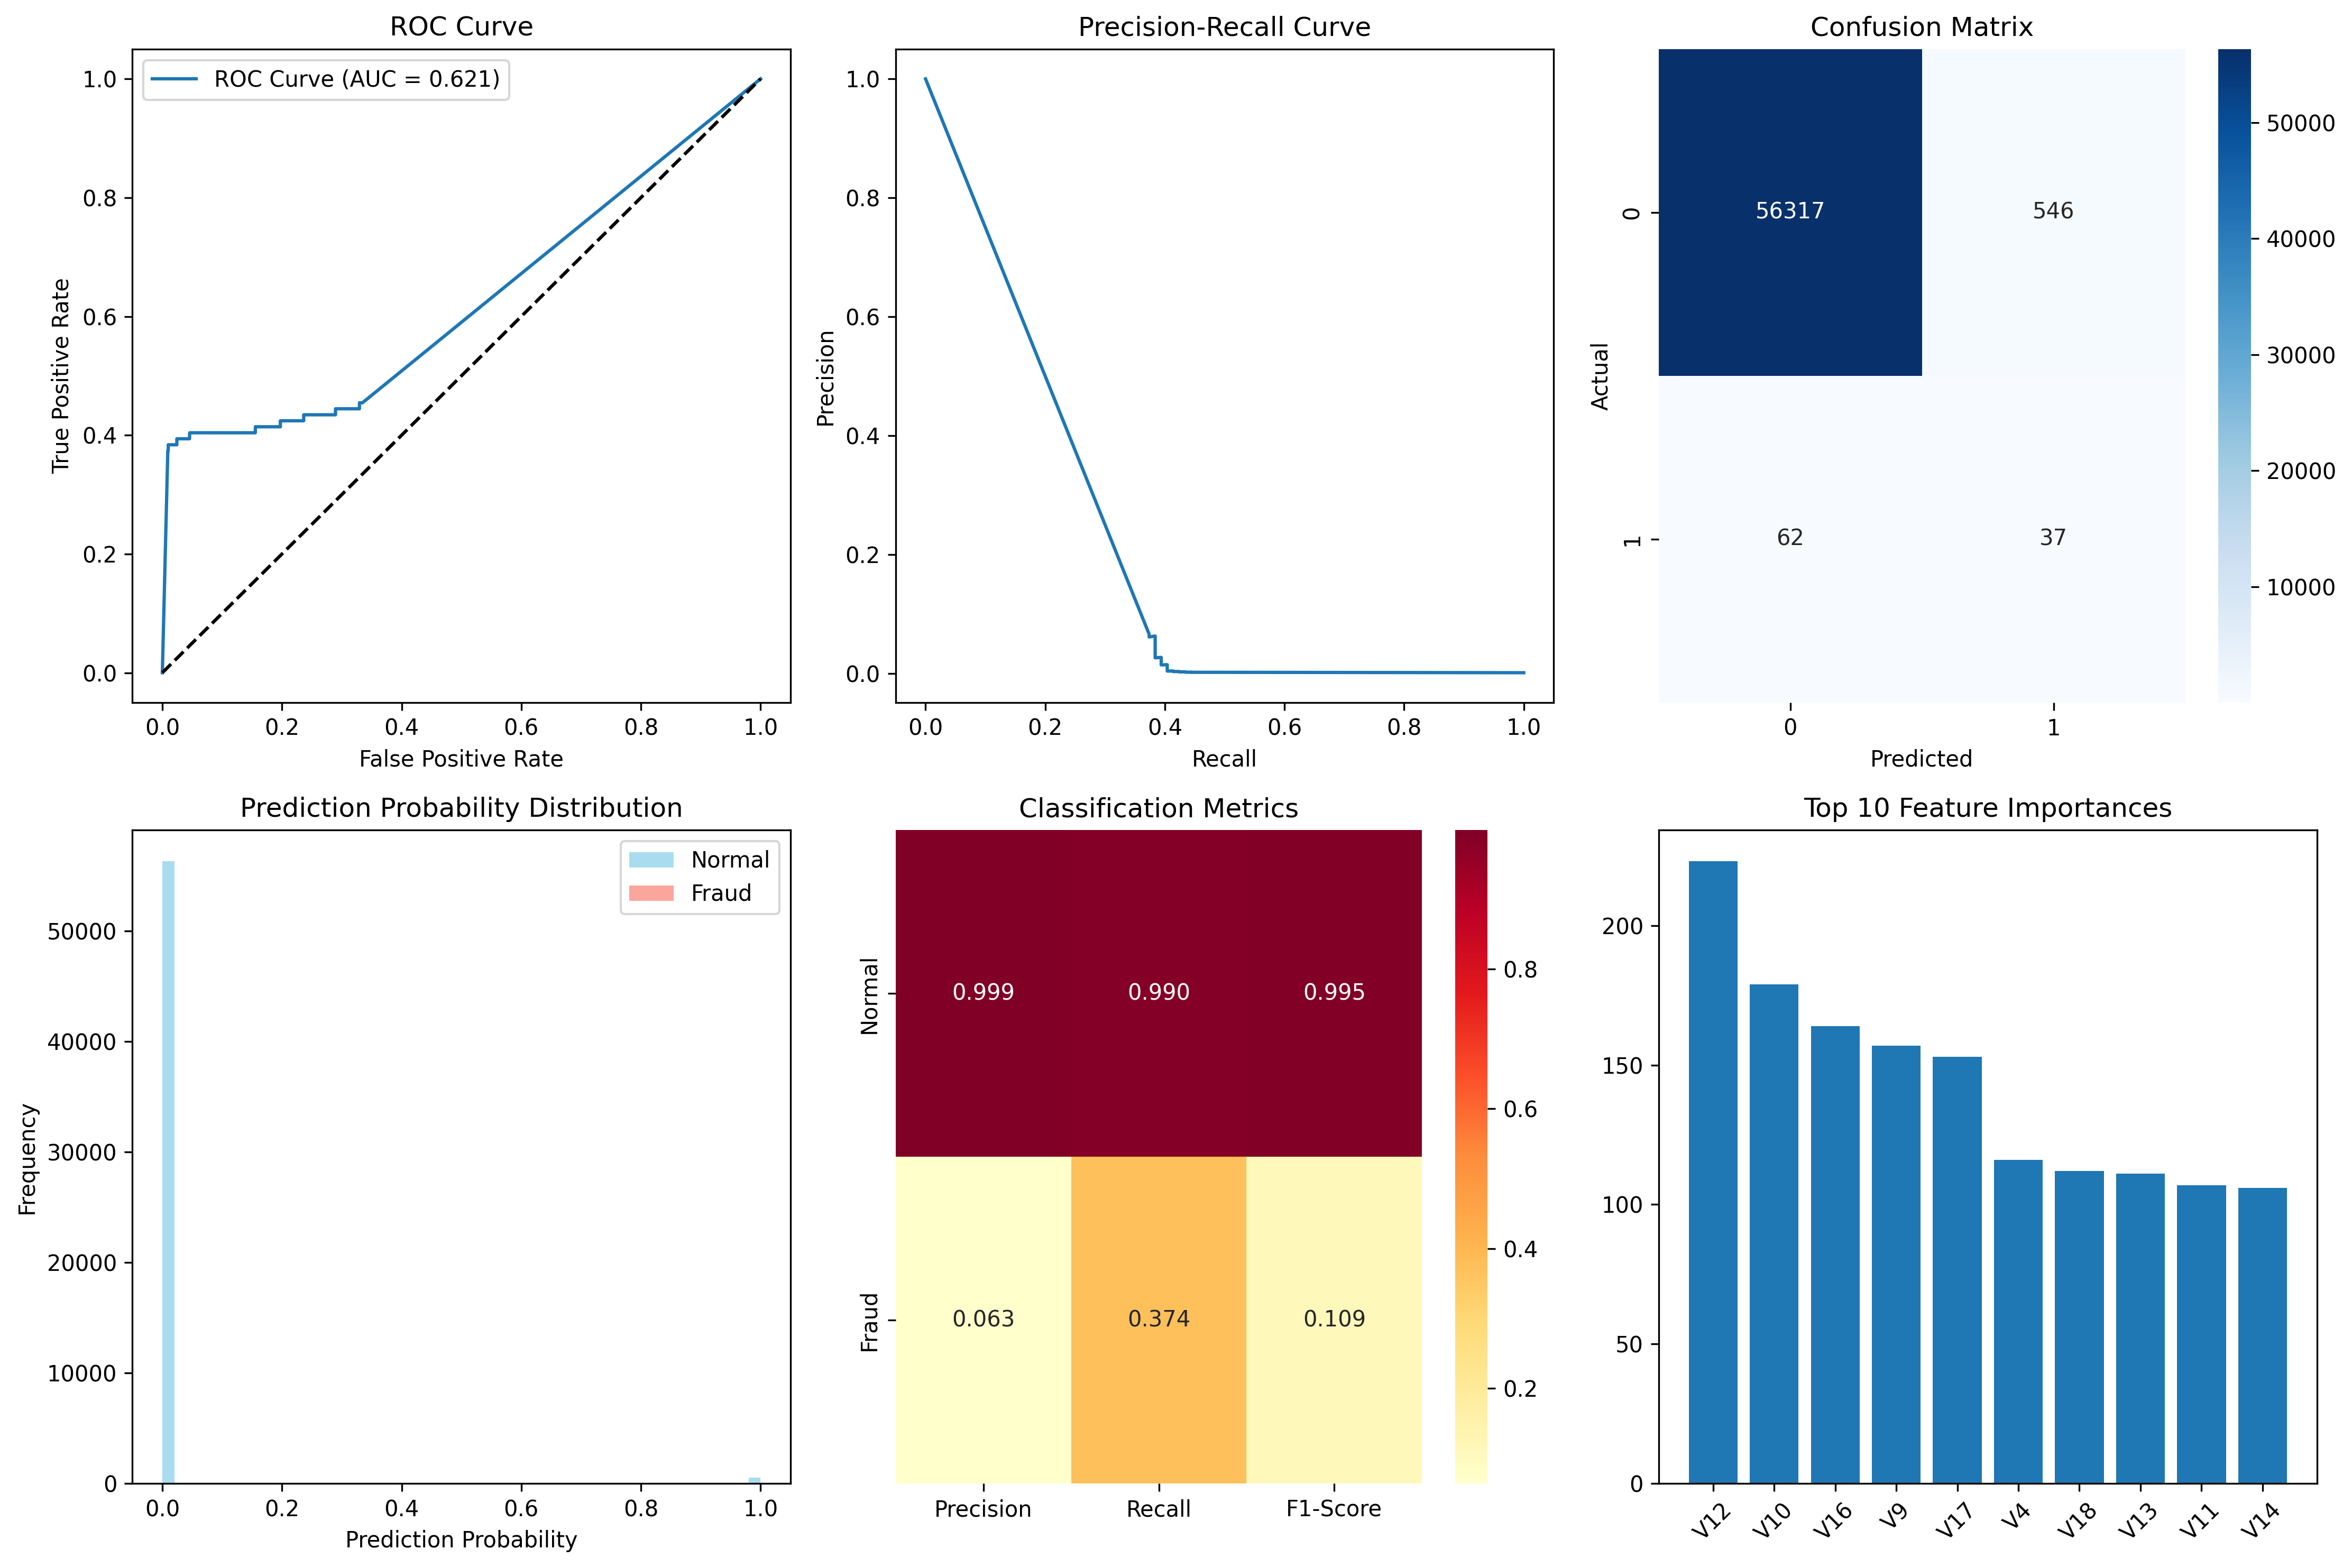 ROC Curve
ROC Curve (AUC = 0.621)
1.0
0.8
0.6
0.4
0.2
0.0
True Positive Rate
0.0 0.2 0.4 0.6 0.8 1.0
False Positive Rate
Precision-Recall Curve
1.0
0.8
0.6
0.4
0.2
0.0
Precision
0.0 0.2 0.4 0.6 0.8 1.0
Recall
Confusion Matrix
0
1
Actual
56317 546
62 37
0 1
Predicted
50000
40000
30000
20000
10000
Prediction Probability Distribution
Normal
Fraud
50000
40000
30000
20000
10000
0
Frequency
0.0 0.2 0.4 0.6 0.8 1.0
Prediction Probability
Classification Metrics
Normal
0.999 0.990 0.995
Fraud
0.063 0.374 0.109
Precision Recall F1-Score
0.8
0.6
0.4
0.2
Top 10 Feature Importances
200
150
100
50
0
V12 V10 V16 V9 V17 V4 V18 V13 V11 V14